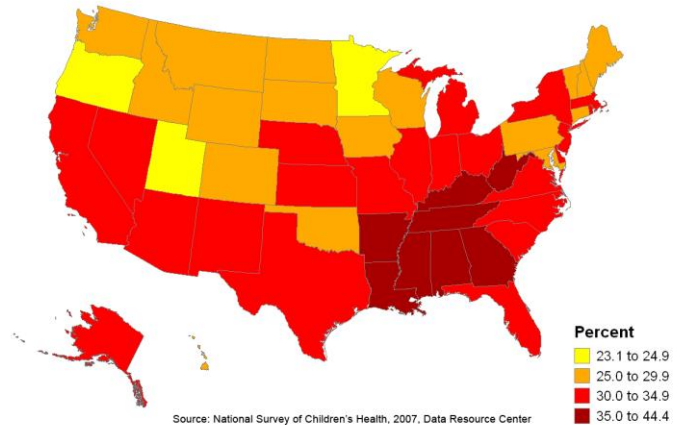 Percent
23.1 to 24.9
25.0 to 29.9
30.0 to 34.9
35.0 to 44.4
Source: National Survey of Children's Health, 2007, Data Resource Center